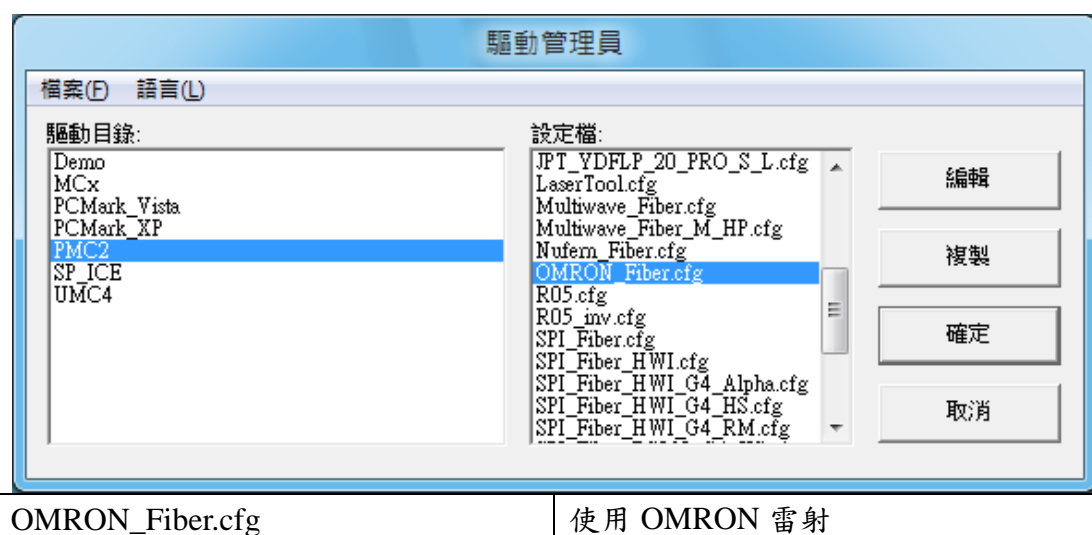 驅動管理員
檔案(F) 語言(L)
驅動目錄:
Demo
MCx
PCMark_Vista
PCMark_XP
PMC2
SP_ICE
UMC4
設定檔:
JPT_YDFLP_20_PRO_S_L.cfg
LaserTool.cfg
Multiwave_Fiber.cfg
Multiwave_Fiber_M_HP.cfg
Nufern_Fiber.cfg
OMRON_Fiber.cfg
R05.cfg
R05_inv.cfg
SPI_Fiber.cfg
SPI_Fiber_HWI.cfg
SPI_Fiber_HWI_G4_Alpha.cfg
SPI_Fiber_HWI_G4_HS.cfg
SPI_Fiber_HWI_G4_RM.cfg
編輯
複製
確定
取消
OMRON_Fiber.cfg 使用 OMRON 雷射